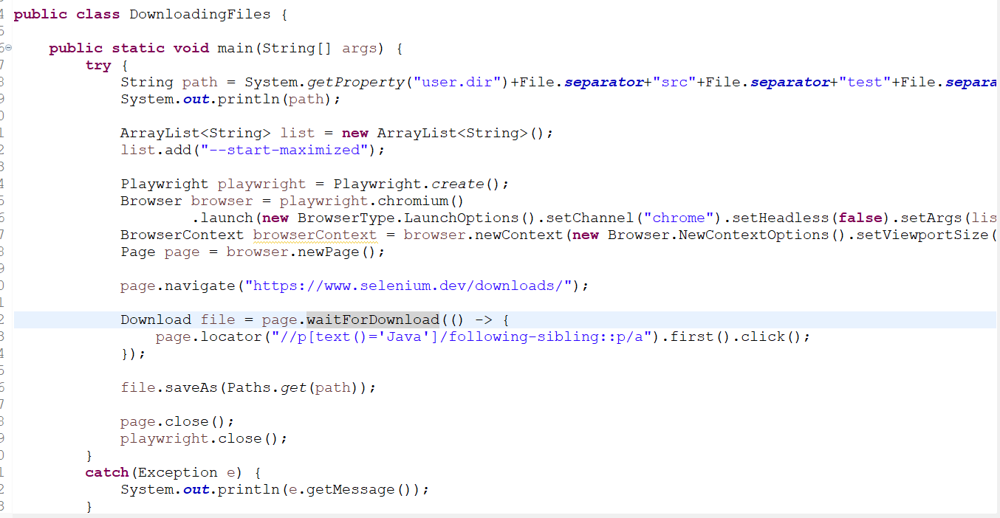 public class DownloadingFiles {
public static void main(String[] args) {
try {
String path = System.getProperty("user.dir")+File.separator+"src"+File.separator+"test"+File.separa
System.out.println(path);
ArrayList<String> list = new ArrayList<String>();
list.add("--start-maximized");
Playwright playwright = Playwright.create();
Browser browser = playwright.chromium()
.launch(new BrowserType.LaunchOptions().setChannel("chrome").setHeadless(false).setArgs(lis
BrowserContext browserContext = browser.newContext(new Browser.NewContextOptions().setViewportSize(
Page page = browser.newPage();
page.navigate("https://www.selenium.dev/downloads/");
Download file = page.waitForDownload(() -> {
page.locator("//p[text()='Java']/following-sibling::p/a").first().click();
});
file.saveAs(Paths.get(path));
page.close();
playwright.close();
}
catch(Exception e) {
System.out.println(e.getMessage());
}